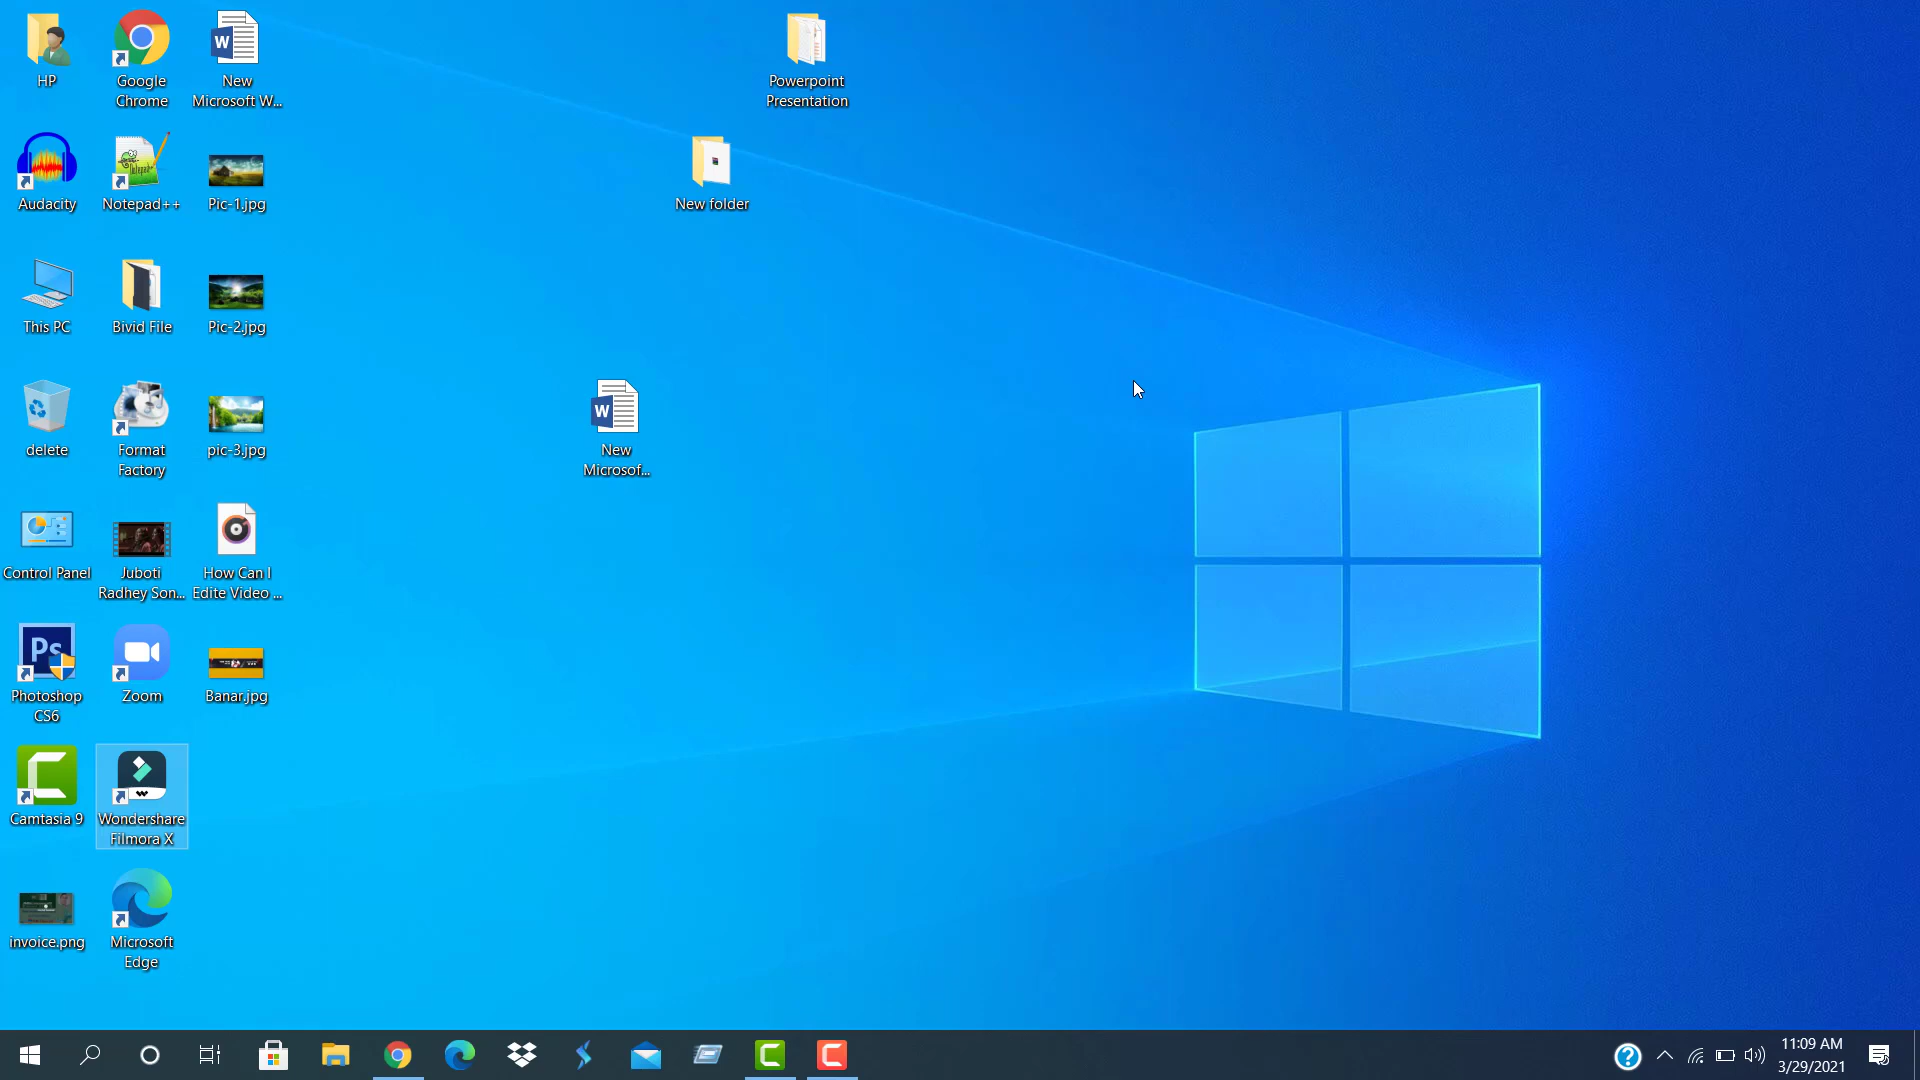 HP
Google
Chrome
New
Microsoft W...
Powerpoint
Presentation
Audacity
Notepad++
Pic-1.jpg
New folder
This PC
Bivid File
Pic-2.jpg
delete
Format
Factory
pic-3.jpg
New
Microsof...
Control Panel
Juboti
Radhey Son...
How Can I
Edite Video ...
Ps
Photoshop
CS6
Zoom
Banar.jpg
Camtasia 9
Wondershare
Filmora X
invoice.png
Microsoft
Edge
11:09 AM
3/29/2021